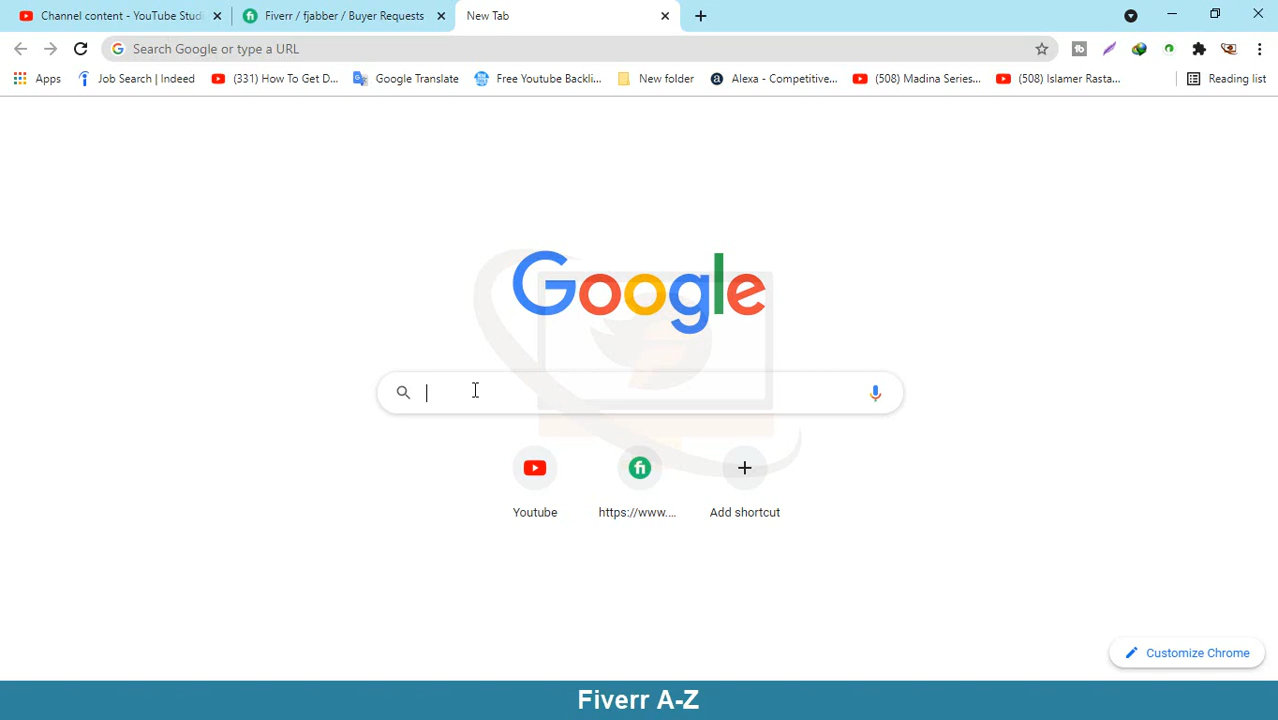 Channel content - YouTube Studi
Fiverr / fjabber / Buyer Requests
New Tab
Search Google or type a URL
Apps
Job Search | Indeed
(331) How To Get D...
Google Translate
Free Youtube Backli...
New folder
Alexa - Competitive...
(508) Madina Series...
(508) Islamer Rasta...
Reading list
Google
Youtube
https://www....
Add shortcut
Customize Chrome
Fiverr A-Z